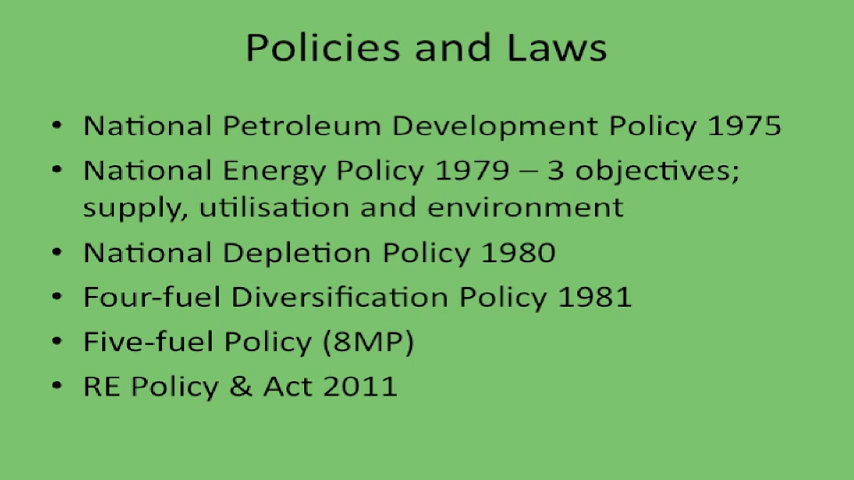 Policies and Laws
• National Petroleum Development Policy 1975
• National Energy Policy 1979 – 3 objectives;
supply, utilisation and environment
• National Depletion Policy 1980
• Four-fuel Diversification Policy 1981
• Five-fuel Policy (8MP)
• RE Policy & Act 2011